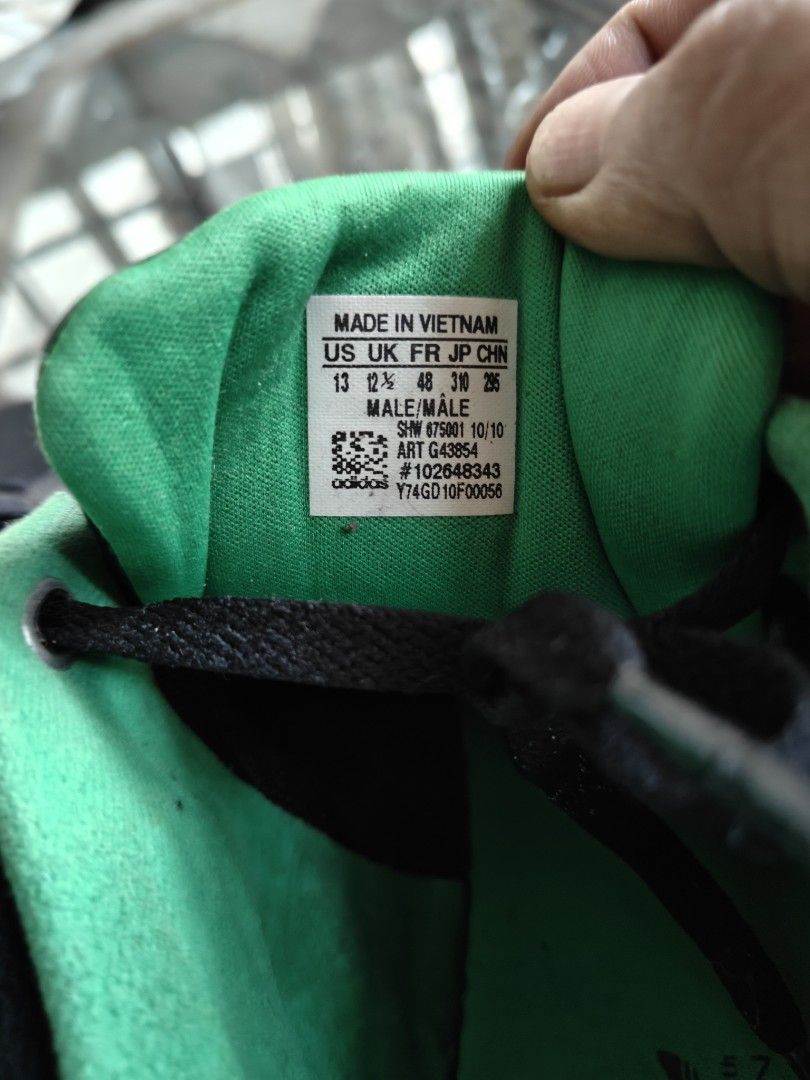 MADE IN VIETNAM
US UK FR JP CHN
13 12½ 48 310 295
MALE/MÂLE
SHW 675001 10/10
ART G43854
#102648343
adidas Y74GD10F00056
57